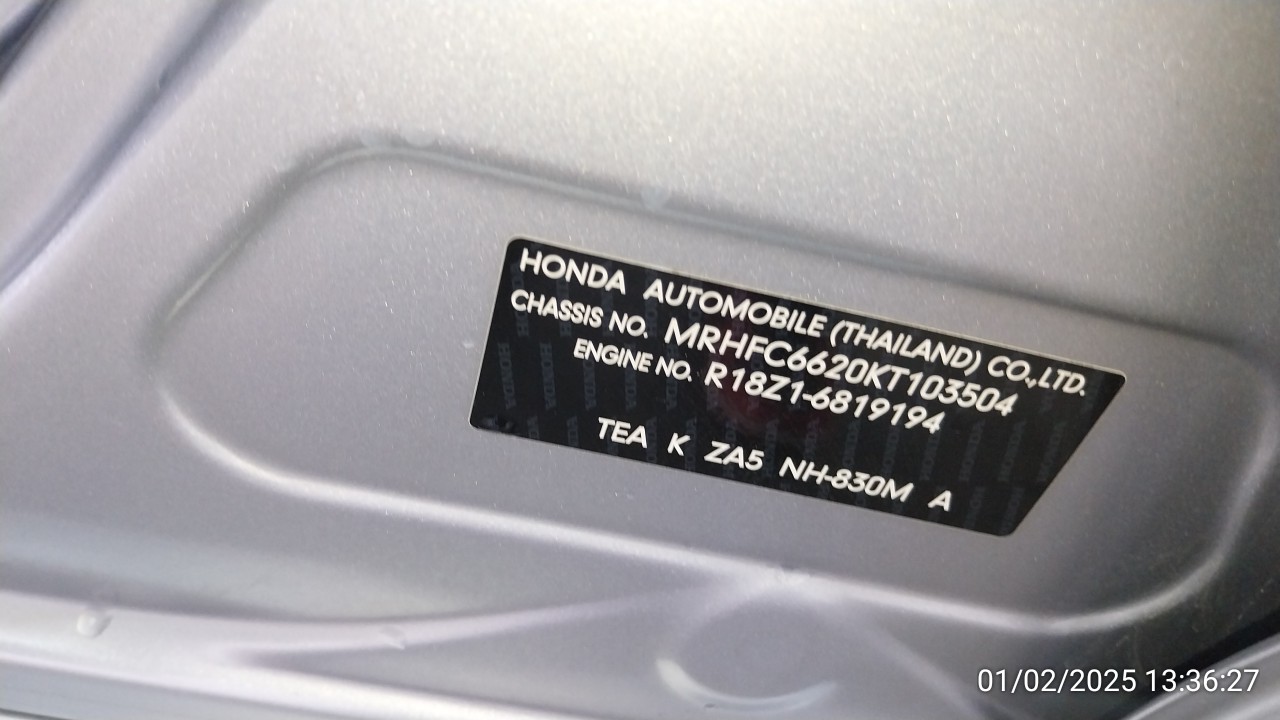 HONDA AUTOMOBILE (THAILAND) CO.,LTD.
CHASSIS NO. MRHFC6620KT103504
ENGINE NO. R18Z1-6819194
TEA K ZA5 NH-830M A
01/02/2025 13:36:27